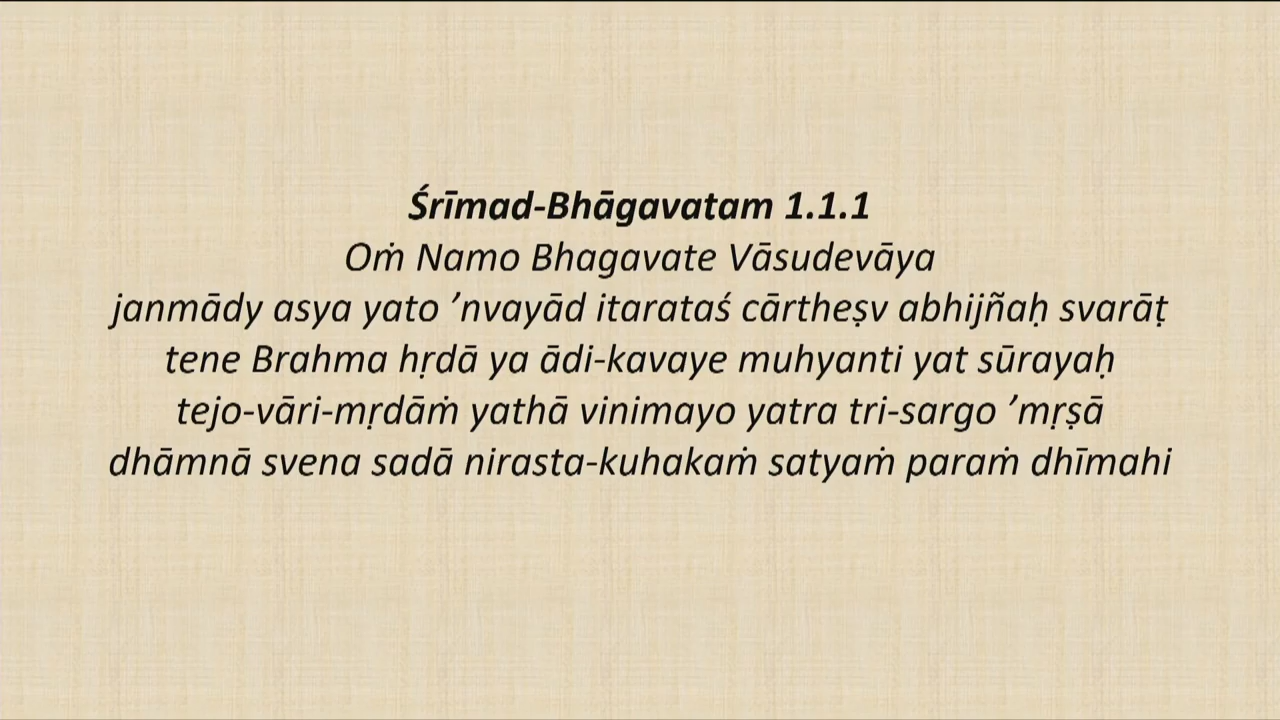 Śrīmad-Bhāgavatam 1.1.1
Oṁ Namo Bhagavate Vāsudevāya
janmādy asya yato ’nvayād itarataś cārtheṣv abhijñaḥ svarāṭ
tene Brahma hṛdā ya ādi-kavaye muhyanti yat sūrayaḥ
tejo-vāri-mṛdāṁ yathā vinimayo yatra tri-sargo ’mṛṣā
dhāmnā svena sadā nirasta-kuhakaṁ satyaṁ paraṁ dhīmahi